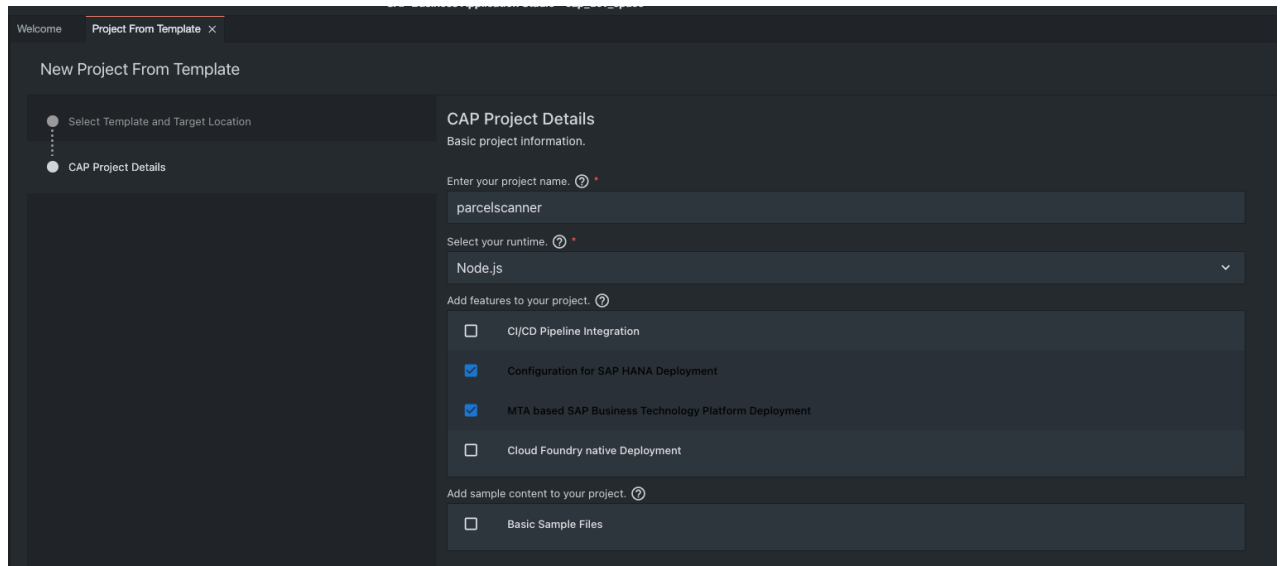 Welcome
Project From Template
New Project From Template
Select Template and Target Location
CAP Project Details
CAP Project Details
Basic project information.
Enter your project name. *
parcelscanner
Select your runtime. *
Node.js
Add features to your project.
CI/CD Pipeline Integration
Configuration for SAP HANA Deployment
MTA based SAP Business Technology Platform Deployment
Cloud Foundry native Deployment
Add sample content to your project.
Basic Sample Files